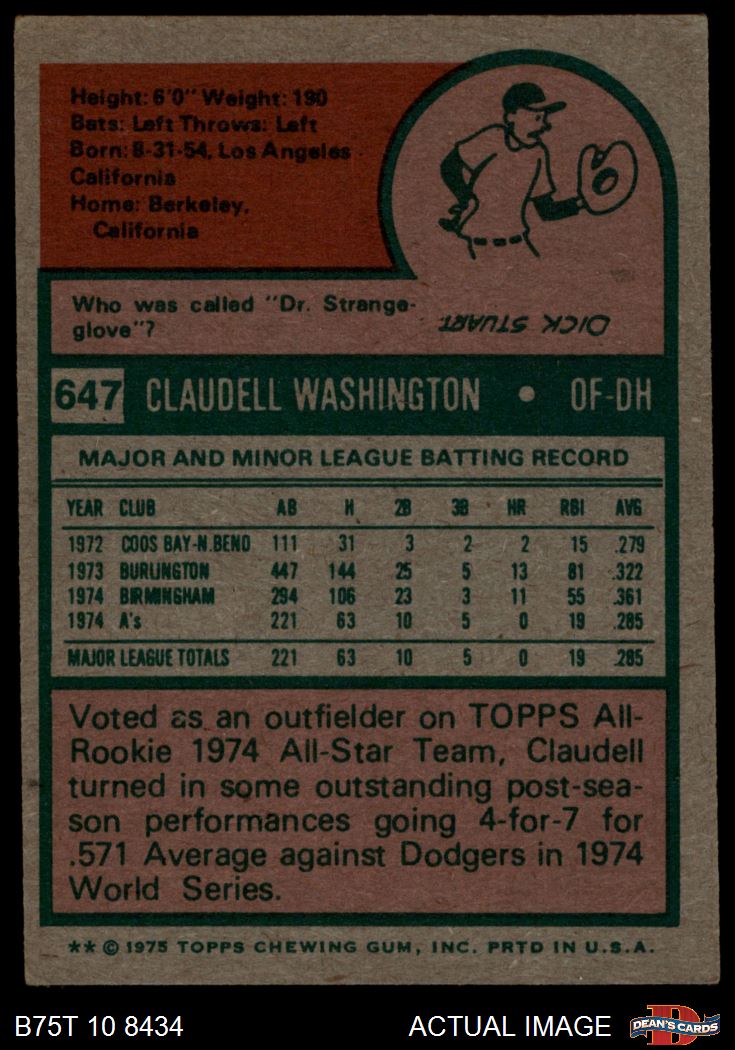 Height: 6'0" Weight: 190
Bats: Left Throws: Left
Born: 8-31-54, Los Angeles
California
Home: Berkeley,
California
Who was called "Dr. Strange-
glove"?
DICK STUART
647 CLAUDELL WASHINGTON • OF-DH
MAJOR AND MINOR LEAGUE BATTING RECORD
YEAR CLUB AB H 2B 3B HR RBI AVG
1972 COOS BAY-N.BEND 111 31 3 2 2 15 .279
1973 BURLINGTON 447 144 25 5 13 81 .322
1974 BIRMINGHAM 294 106 23 3 11 55 .361
1974 A's 221 63 10 5 0 19 .285
MAJOR LEAGUE TOTALS 221 63 10 5 0 19 .285
Voted as an outfielder on TOPPS All-
Rookie 1974 All-Star Team, Claudell
turned in some outstanding post-sea-
son performances going 4-for-7 for
.571 Average against Dodgers in 1974
World Series.
** © 1975 TOPPS CHEWING GUM, INC. PRTD IN U.S.A.
B75T 10 8434 ACTUAL IMAGE DEAN'S CARDS